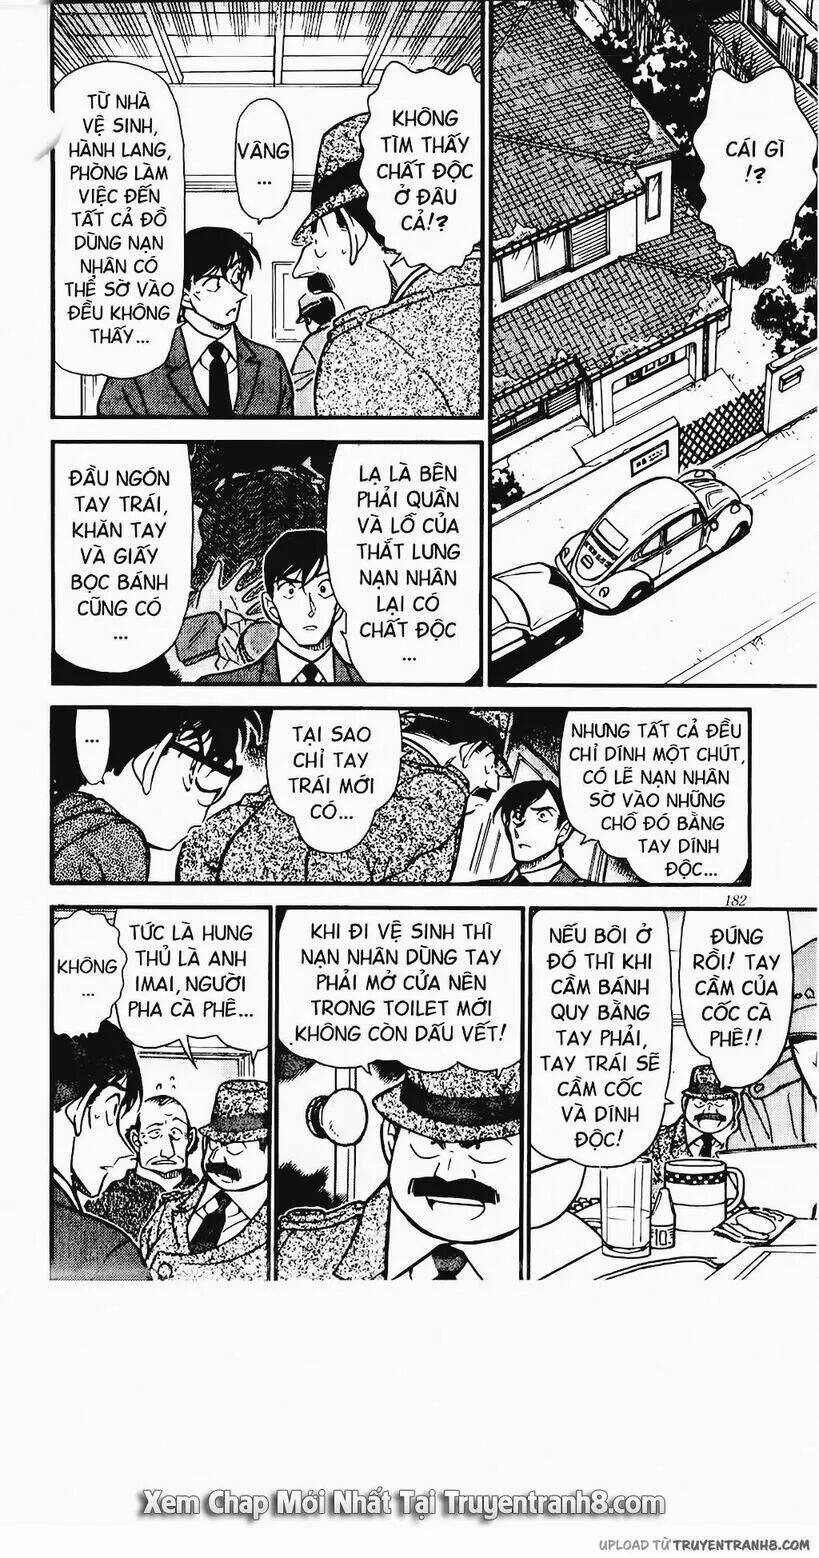 CÁI GÌ
!?
KHÔNG
TÌM THẤY
CHẤT ĐỘC
Ở ĐÂU
CẢ!?
VÂNG
...
TỪ NHÀ
VỆ SINH,
HÀNH LANG,
PHÒNG LÀM
VIỆC ĐẾN
TẤT CẢ ĐỒ
DÙNG NẠN
NHÂN CÓ
THỂ SỜ VÀO
ĐỀU KHÔNG
THẤY...
LẠ LÀ BÊN
PHẢI QUẦN
VÀ LỖ CỦA
THẮT LƯNG
NẠN NHÂN
LẠI CÓ
CHẤT ĐỘC
...
ĐẦU NGÓN
TAY TRÁI,
KHĂN TAY
VÀ GIẤY
BỌC BÁNH
CŨNG CÓ
...
NHƯNG TẤT CẢ ĐỀU
CHỈ DÍNH MỘT CHÚT,
CÓ LẼ NẠN NHÂN
SỜ VÀO NHỮNG
CHỖ ĐÓ BẰNG
TAY DÍNH
ĐỘC...
TẠI SAO
CHỈ TAY
TRÁI MỚI
CÓ...
...
182
ĐÚNG
RỒI! TAY
CẦM CỦA
CỐC CÀ
PHÊ!!
NẾU BÔI Ở
ĐÓ THÌ KHI
CẦM BÁNH
QUY BẰNG
TAY PHẢI,
TAY TRÁI SẼ
CẦM CỐC
VÀ DÍNH
ĐỘC!
KHI ĐI VỆ SINH THÌ
NẠN NHÂN DÙNG TAY
PHẢI MỞ CỬA NÊN
TRONG TOILET MỚI
KHÔNG CÒN DẤU VẾT!
TỨC LÀ HUNG
THỦ LÀ ANH
IMAI, NGƯỜI
PHA CÀ PHÊ...
KHÔNG
...
Xem Chap Mới Nhất Tại Truyentranh8.com
UPLOAD TỪ TRUYENTRANH8.COM